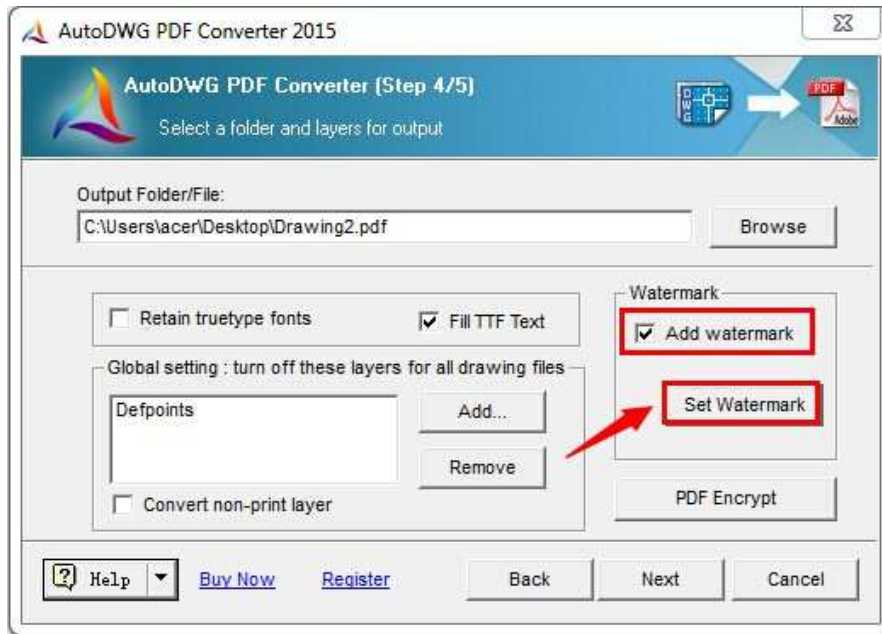 AutoDWG PDF Converter 2015
AutoDWG PDF Converter (Step 4/5)
Select a folder and layers for output
DWG
PDF
Adobe
Output Folder/File:
C:\Users\acer\Desktop\Drawing2.pdf
Browse
Retain truetype fonts
Fill TTF Text
Watermark
Add watermark
Global setting : turn off these layers for all drawing files
Defpoints
Add...
Set Watermark
Remove
Convert non-print layer
PDF Encrypt
Help
Buy Now
Register
Back
Next
Cancel